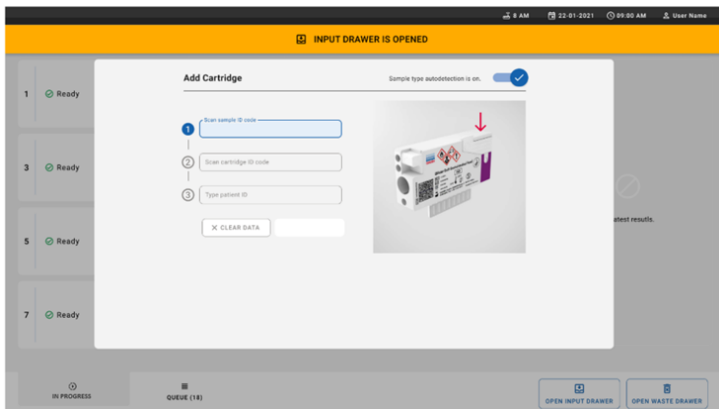 8 AM 22-01-2021 09:00 AM User Name
INPUT DRAWER IS OPENED
Add Cartridge
Sample type autodetection is on.
1 Ready
1 Scan sample ID code
2 Scan cartridge ID code
3 Ready
3 Type patient ID
CLEAR DATA
atest resutls.
5 Ready
7 Ready
IN PROGRESS
QUEUE (18)
OPEN INPUT DRAWER
OPEN WASTE DRAWER